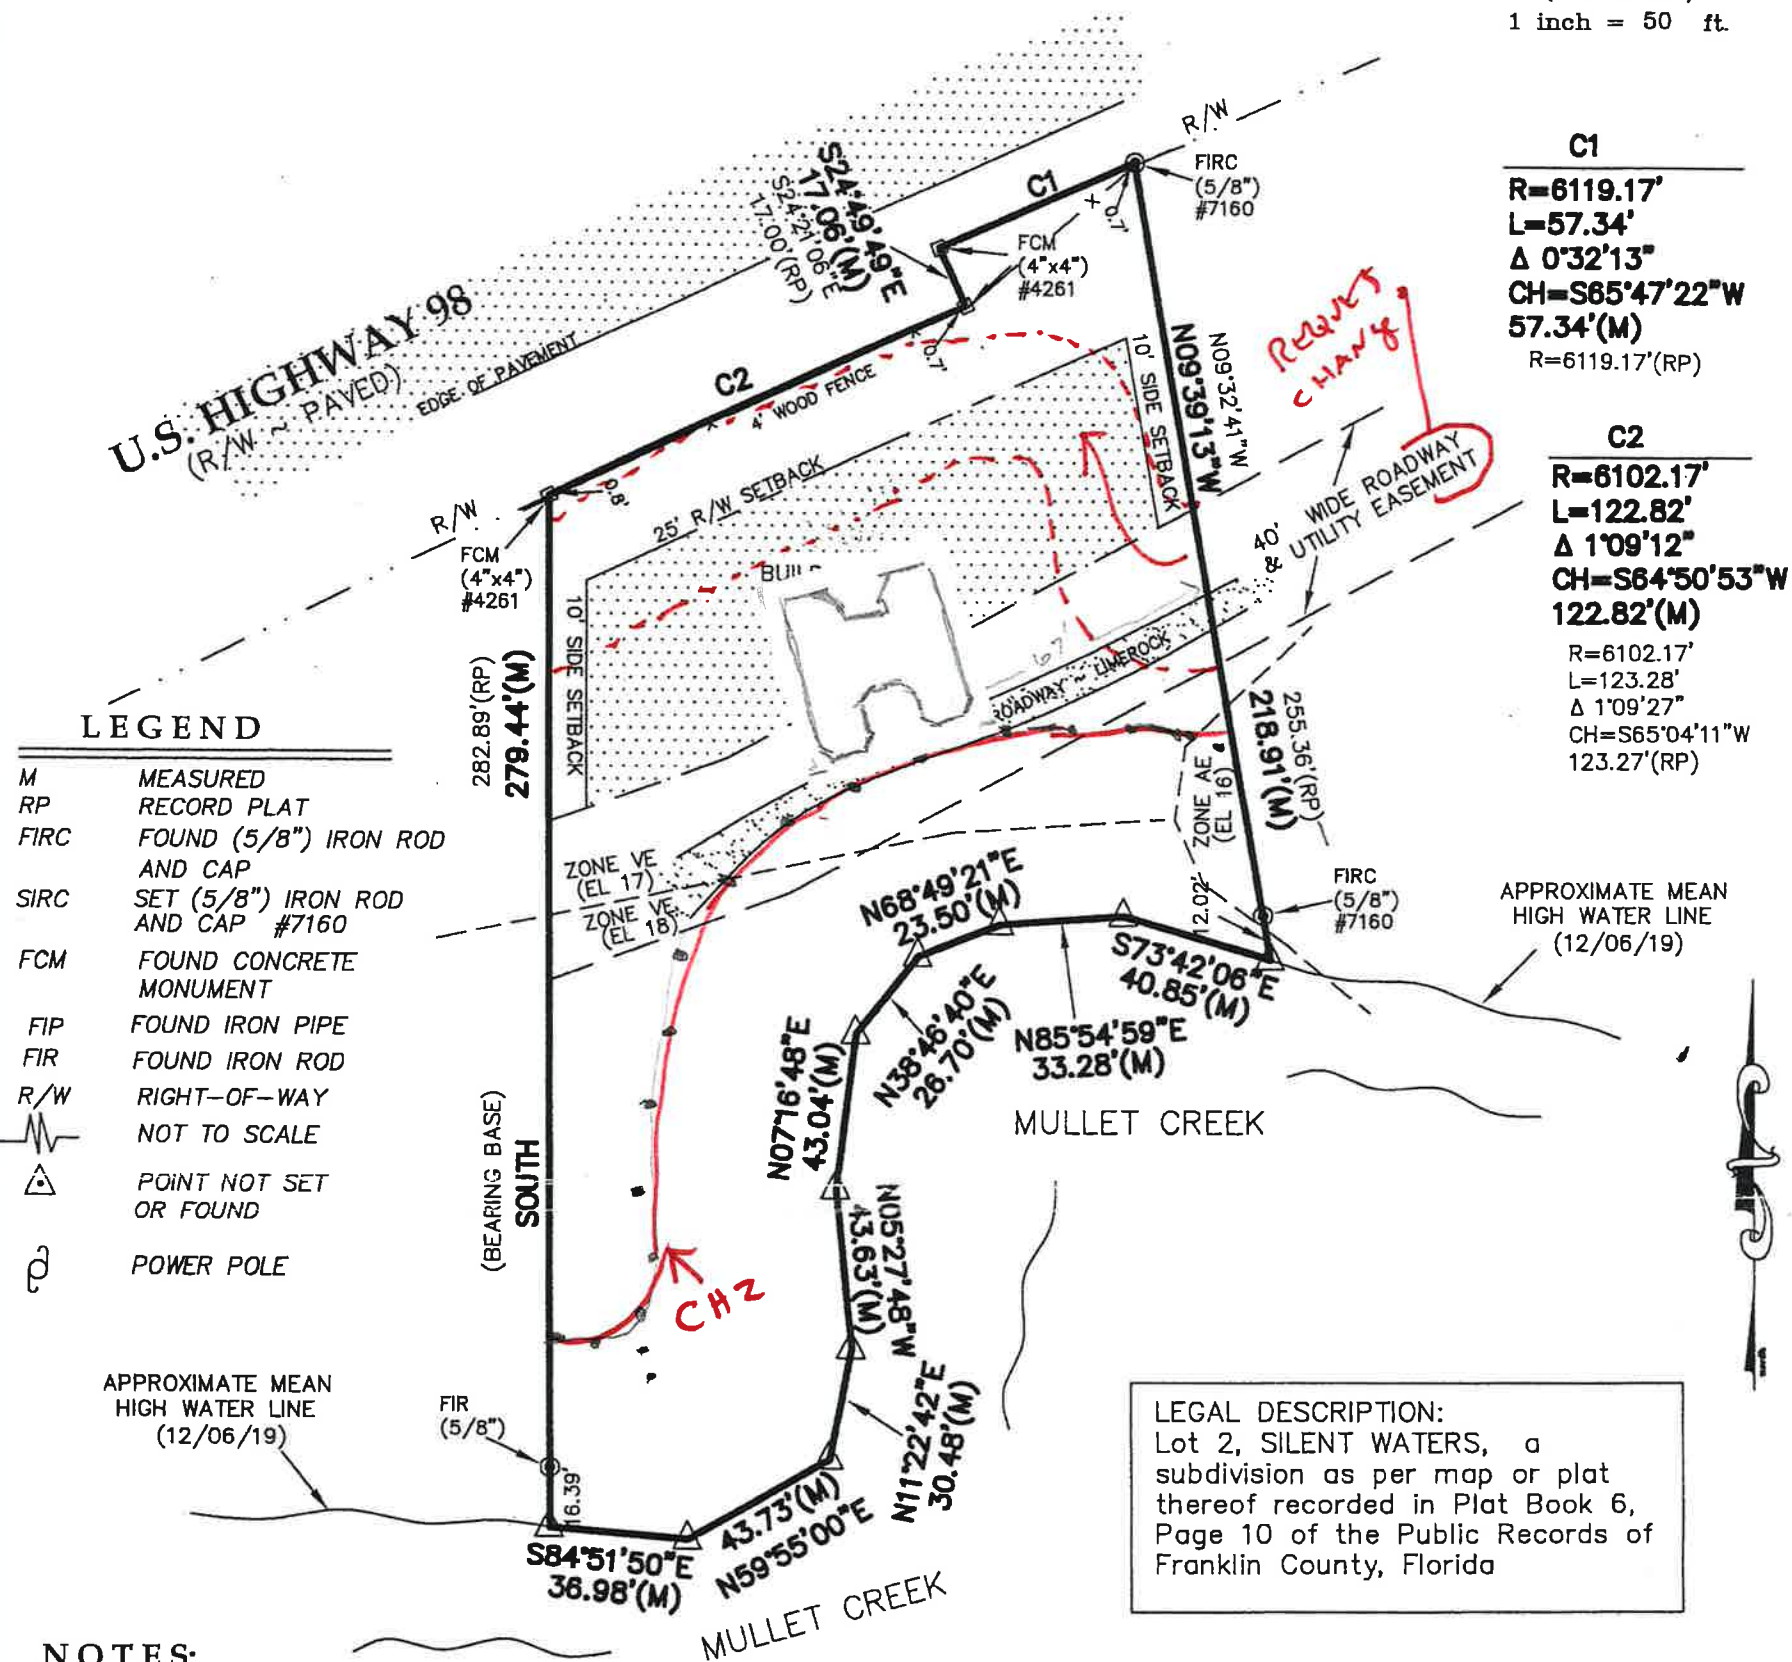 1 inch = 50 ft.
U.S. HIGHWAY 98
(R/W ~ PAVED)
EDGE OF PAVEMENT
S24°49'49"E
17.06'(M)
S24°21'06"E
17.00'(RP)
C1
R/W
FIRC
(5/8")
#7160
0.7'
FCM
(4"x4")
#4261
C2
4' WOOD FENCE
0.7'
0.8'
R/W
FCM
(4"x4")
#4261
25' R/W SETBACK
10' SIDE SETBACK
10' SIDE SETBACK
N09°39'13"W
N09°32'41"W
REQUEST
CHANGE
40' WIDE ROADWAY
& UTILITY EASEMENT
67'
ROADWAY ~ LIMEROCK
282.89'(RP)
279.44'(M)
255.36'(RP)
218.91'(M)
ZONE AE
(EL 16)
ZONE VE
(EL 17)
ZONE VE
(EL 18)
12.02'
FIRC
(5/8")
#7160
APPROXIMATE MEAN
HIGH WATER LINE
(12/06/19)
N68°49'21"E
23.50'(M)
S73°42'06"E
40.85'(M)
N85°54'59"E
33.28'(M)
N38°46'40"E
26.70'(M)
N07°16'48"E
43.04'(M)
MULLET CREEK
N05°27'48"W
43.63'(M)
N11°22'42"E
30.48'(M)
(BEARING BASE)
SOUTH
CHZ
FIR
(5/8")
16.39'
APPROXIMATE MEAN
HIGH WATER LINE
(12/06/19)
S84°51'50"E
36.98'(M)
43.73'(M)
N59°55'00"E
MULLET CREEK
C1
R=6119.17'
L=57.34'
Δ 0°32'13"
CH=S65°47'22"W
57.34'(M)
R=6119.17'(RP)
C2
R=6102.17'
L=122.82'
Δ 1°09'12"
CH=S64°50'53"W
122.82'(M)
R=6102.17'
L=123.28'
Δ 1°09'27"
CH=S65°04'11"W
123.27'(RP)
LEGEND
M MEASURED
RP RECORD PLAT
FIRC FOUND (5/8") IRON ROD
AND CAP
SIRC SET (5/8") IRON ROD
AND CAP #7160
FCM FOUND CONCRETE
MONUMENT
FIP FOUND IRON PIPE
FIR FOUND IRON ROD
R/W RIGHT-OF-WAY
NOT TO SCALE
POINT NOT SET
OR FOUND
POWER POLE
LEGAL DESCRIPTION:
Lot 2, SILENT WATERS, a
subdivision as per map or plat
thereof recorded in Plat Book 6,
Page 10 of the Public Records of
Franklin County, Florida
NOTES: